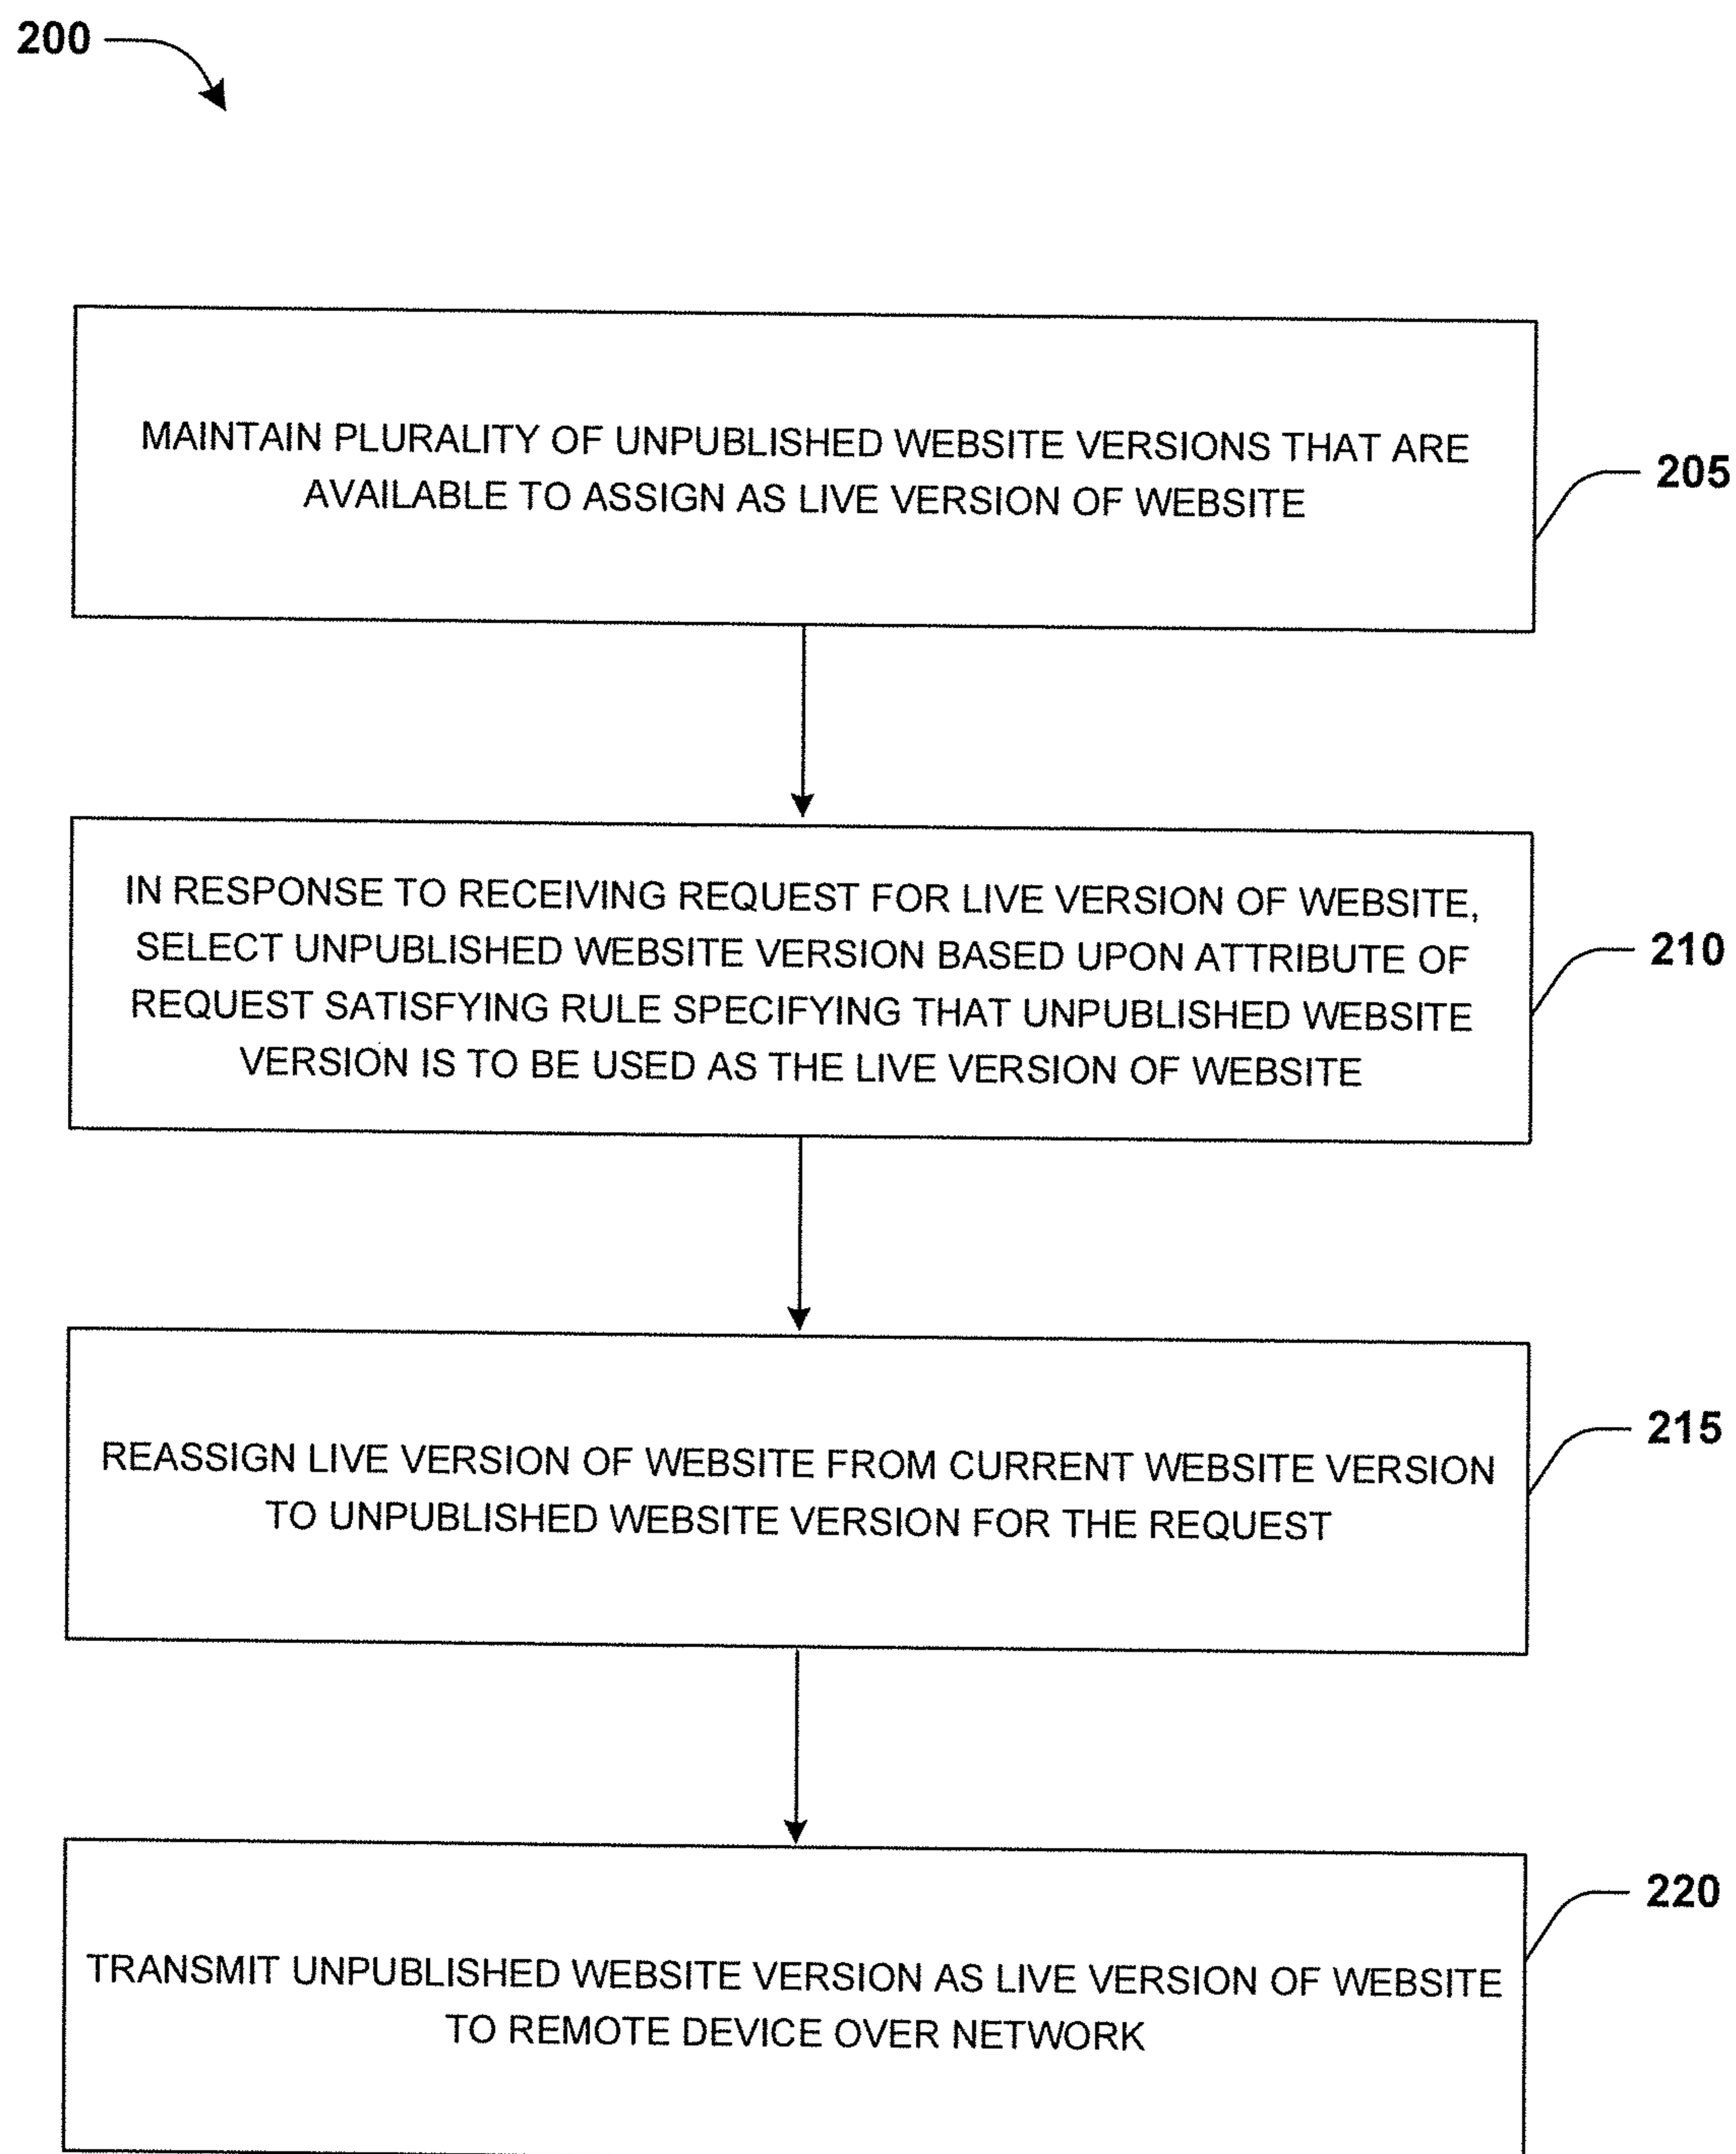 200
MAINTAIN PLURALITY OF UNPUBLISHED WEBSITE VERSIONS THAT ARE
AVAILABLE TO ASSIGN AS LIVE VERSION OF WEBSITE
205
IN RESPONSE TO RECEIVING REQUEST FOR LIVE VERSION OF WEBSITE,
SELECT UNPUBLISHED WEBSITE VERSION BASED UPON ATTRIBUTE OF
REQUEST SATISFYING RULE SPECIFYING THAT UNPUBLISHED WEBSITE
VERSION IS TO BE USED AS THE LIVE VERSION OF WEBSITE
210
REASSIGN LIVE VERSION OF WEBSITE FROM CURRENT WEBSITE VERSION
TO UNPUBLISHED WEBSITE VERSION FOR THE REQUEST
215
TRANSMIT UNPUBLISHED WEBSITE VERSION AS LIVE VERSION OF WEBSITE
TO REMOTE DEVICE OVER NETWORK
220